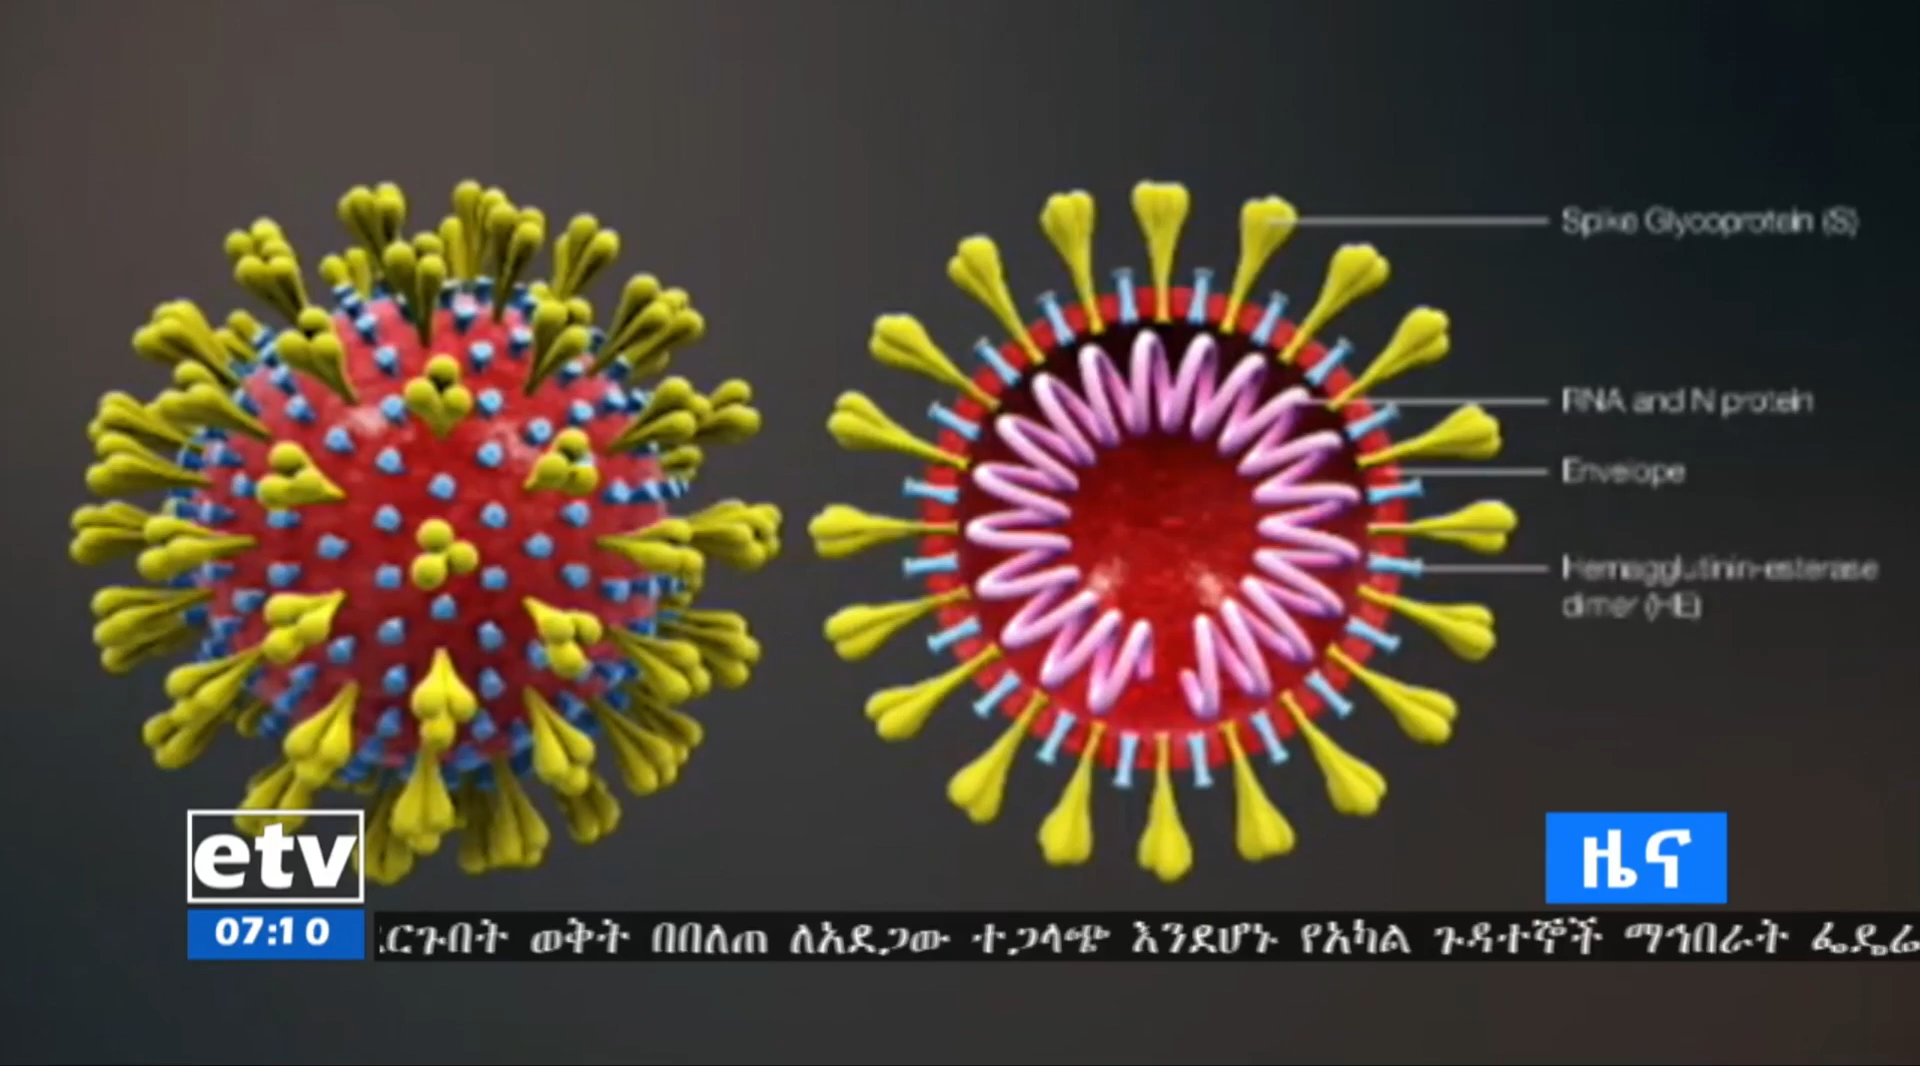 Spike Glycoprotein (S)
RNA and N protein
Envelope
Hemagglutinin-esterase
dimer (HE)
etv
ዜና
07:10
ርጉበት ወቅት በበለጠ ለአደጋው ተጋላጭ እንደሆኑ የአካል ጉዳተኞች ማኅበራት ፌዴሬ